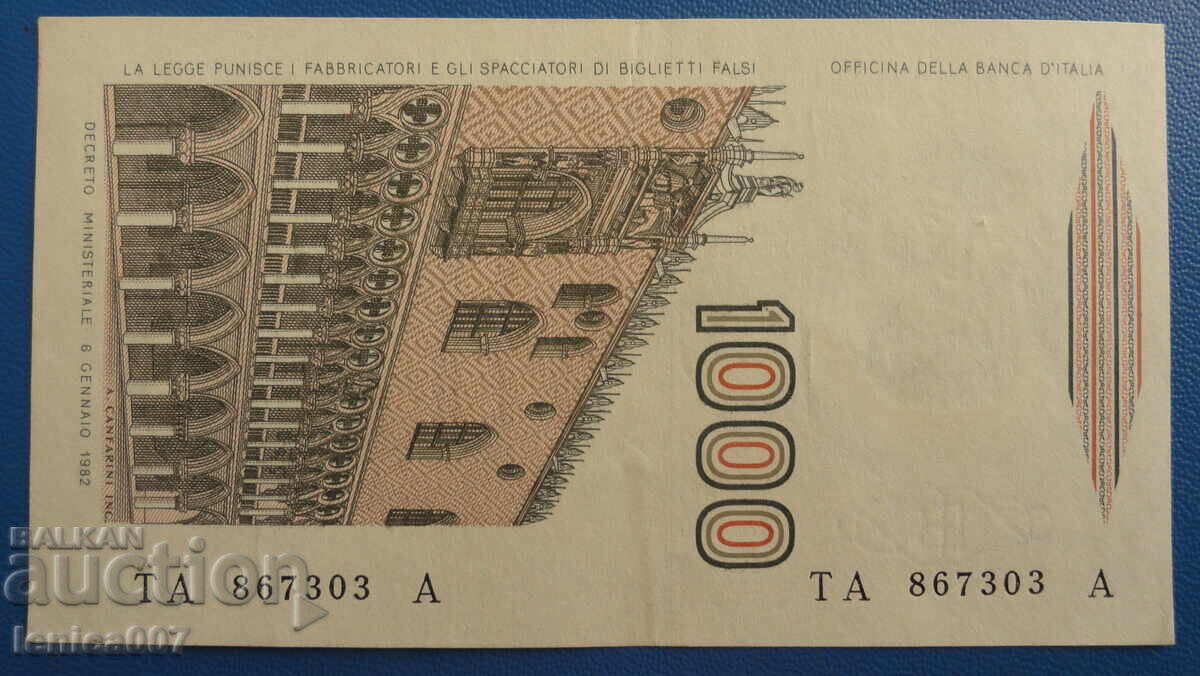 LA LEGGE PUNISCE I FABBRICATORI E GLI SPACCIATORI DI BIGLIETTI FALSI
OFFICINA DELLA BANCA D'ITALIA
DECRETO MINISTERIALE 6 GENNAIO 1982
A. CANFARINI INC.
1000
BALKAN
auction
TA 867303 A
TA 867303 A
lenica007